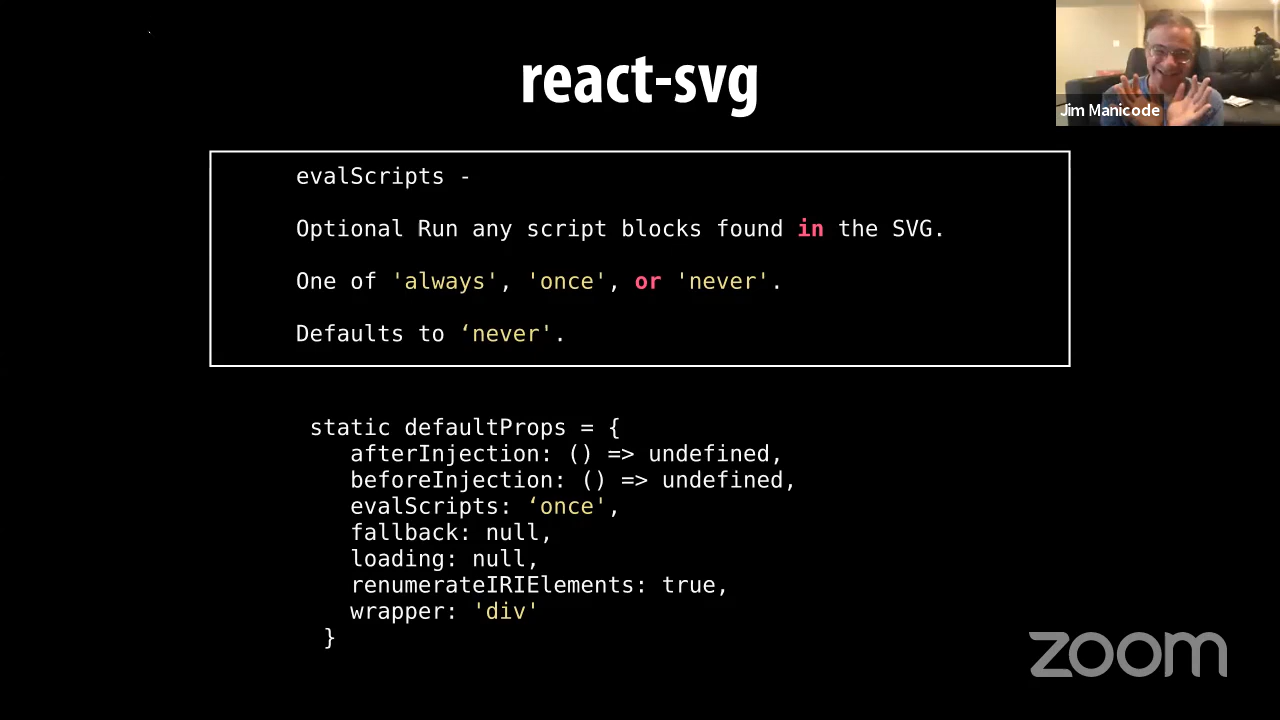 react-svg
Jim Manicode
evalScripts -
Optional Run any script blocks found in the SVG.
One of 'always', 'once', or 'never'.
Defaults to ‘never'.
static defaultProps = {
afterInjection: () => undefined,
beforeInjection: () => undefined,
evalScripts: ‘once',
fallback: null,
loading: null,
renumerateIRIElements: true,
wrapper: 'div'
}
zoom